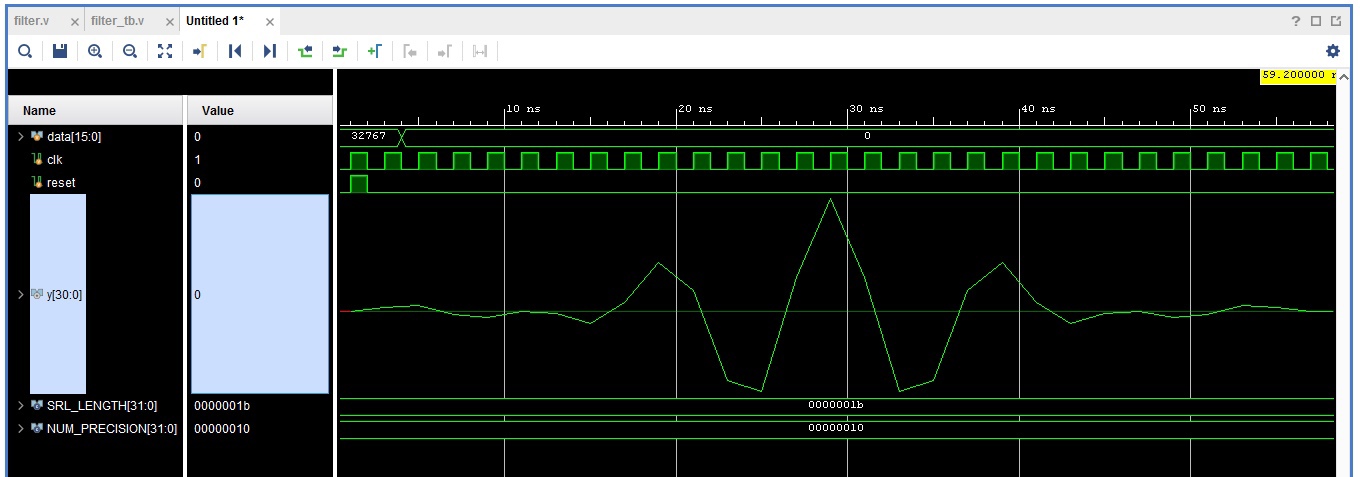 filter.v × filter_tb.v × Untitled 1* ×
?
59.200000
Name Value
10 ns 20 ns 30 ns 40 ns 50 ns
data[15:0] 0 32767 0
clk 1
reset 0
y[30:0] 0
SRL_LENGTH[31:0] 0000001b 0000001b
NUM_PRECISION[31:0] 00000010 00000010